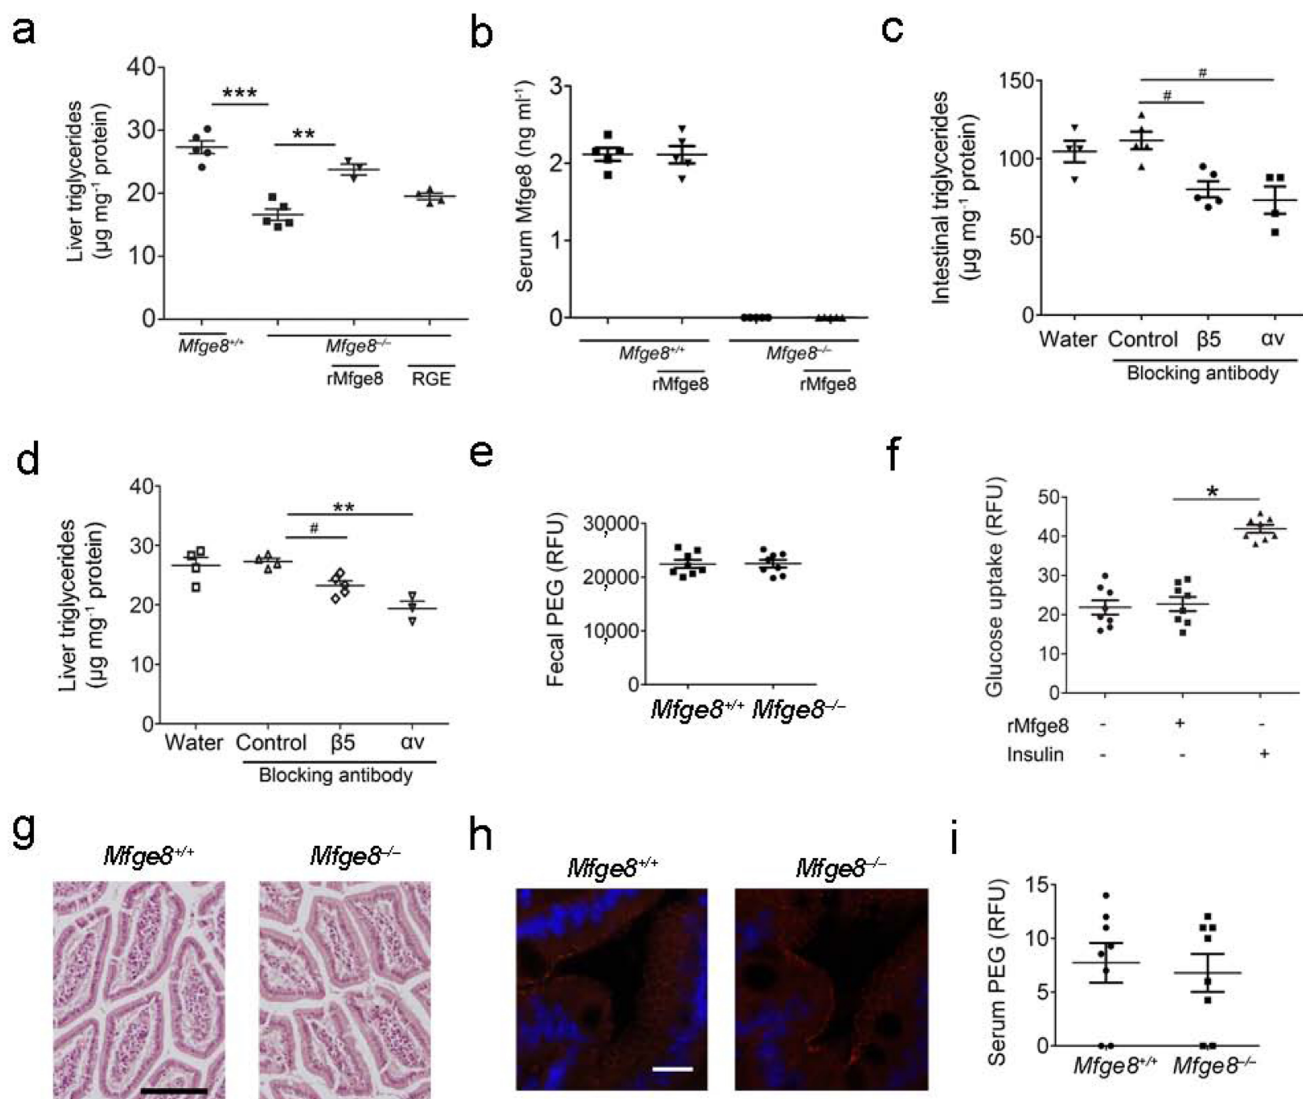 a
Liver triglycerides
(µg mg⁻¹ protein)
40
30
20
10
0
***
**
Mfge8⁺/⁺
Mfge8⁻/⁻
rMfge8
RGE
b
Serum Mfge8 (ng ml⁻¹)
3
2
1
0
Mfge8⁺/⁺
Mfge8⁻/⁻
rMfge8
rMfge8
c
Intestinal triglycerides
(µg mg⁻¹ protein)
150
100
50
0
#
#
Water Control β5 αv
Blocking antibody
d
Liver triglycerides
(µg mg⁻¹ protein)
40
30
20
10
0
**
#
Water Control β5 αv
Blocking antibody
e
Fecal PEG (RFU)
30,000
20,000
10,000
0
Mfge8⁺/⁺ Mfge8⁻/⁻
f
Glucose uptake (RFU)
50
40
30
20
10
0
*
rMfge8 - + -
Insulin - - +
g
Mfge8⁺/⁺ Mfge8⁻/⁻
h
Mfge8⁺/⁺ Mfge8⁻/⁻
i
Serum PEG (RFU)
15
10
5
0
Mfge8⁺/⁺ Mfge8⁻/⁻